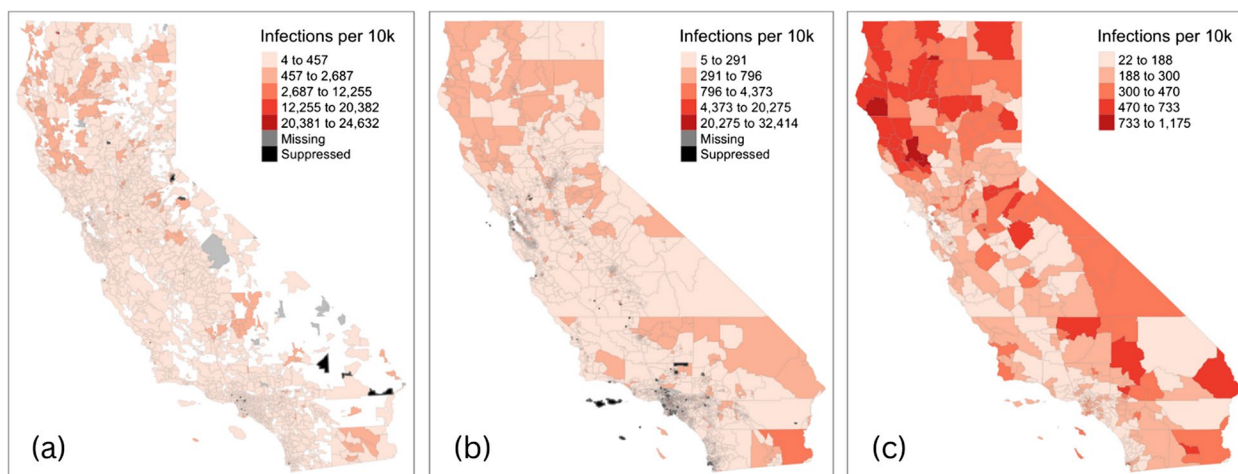 Infections per 10k
4 to 457
457 to 2,687
2,687 to 12,255
12,255 to 20,382
20,381 to 24,632
Missing
Suppressed
(a)
Infections per 10k
5 to 291
291 to 796
796 to 4,373
4,373 to 20,275
20,275 to 32,414
Missing
Suppressed
(b)
Infections per 10k
22 to 188
188 to 300
300 to 470
470 to 733
733 to 1,175
(c)